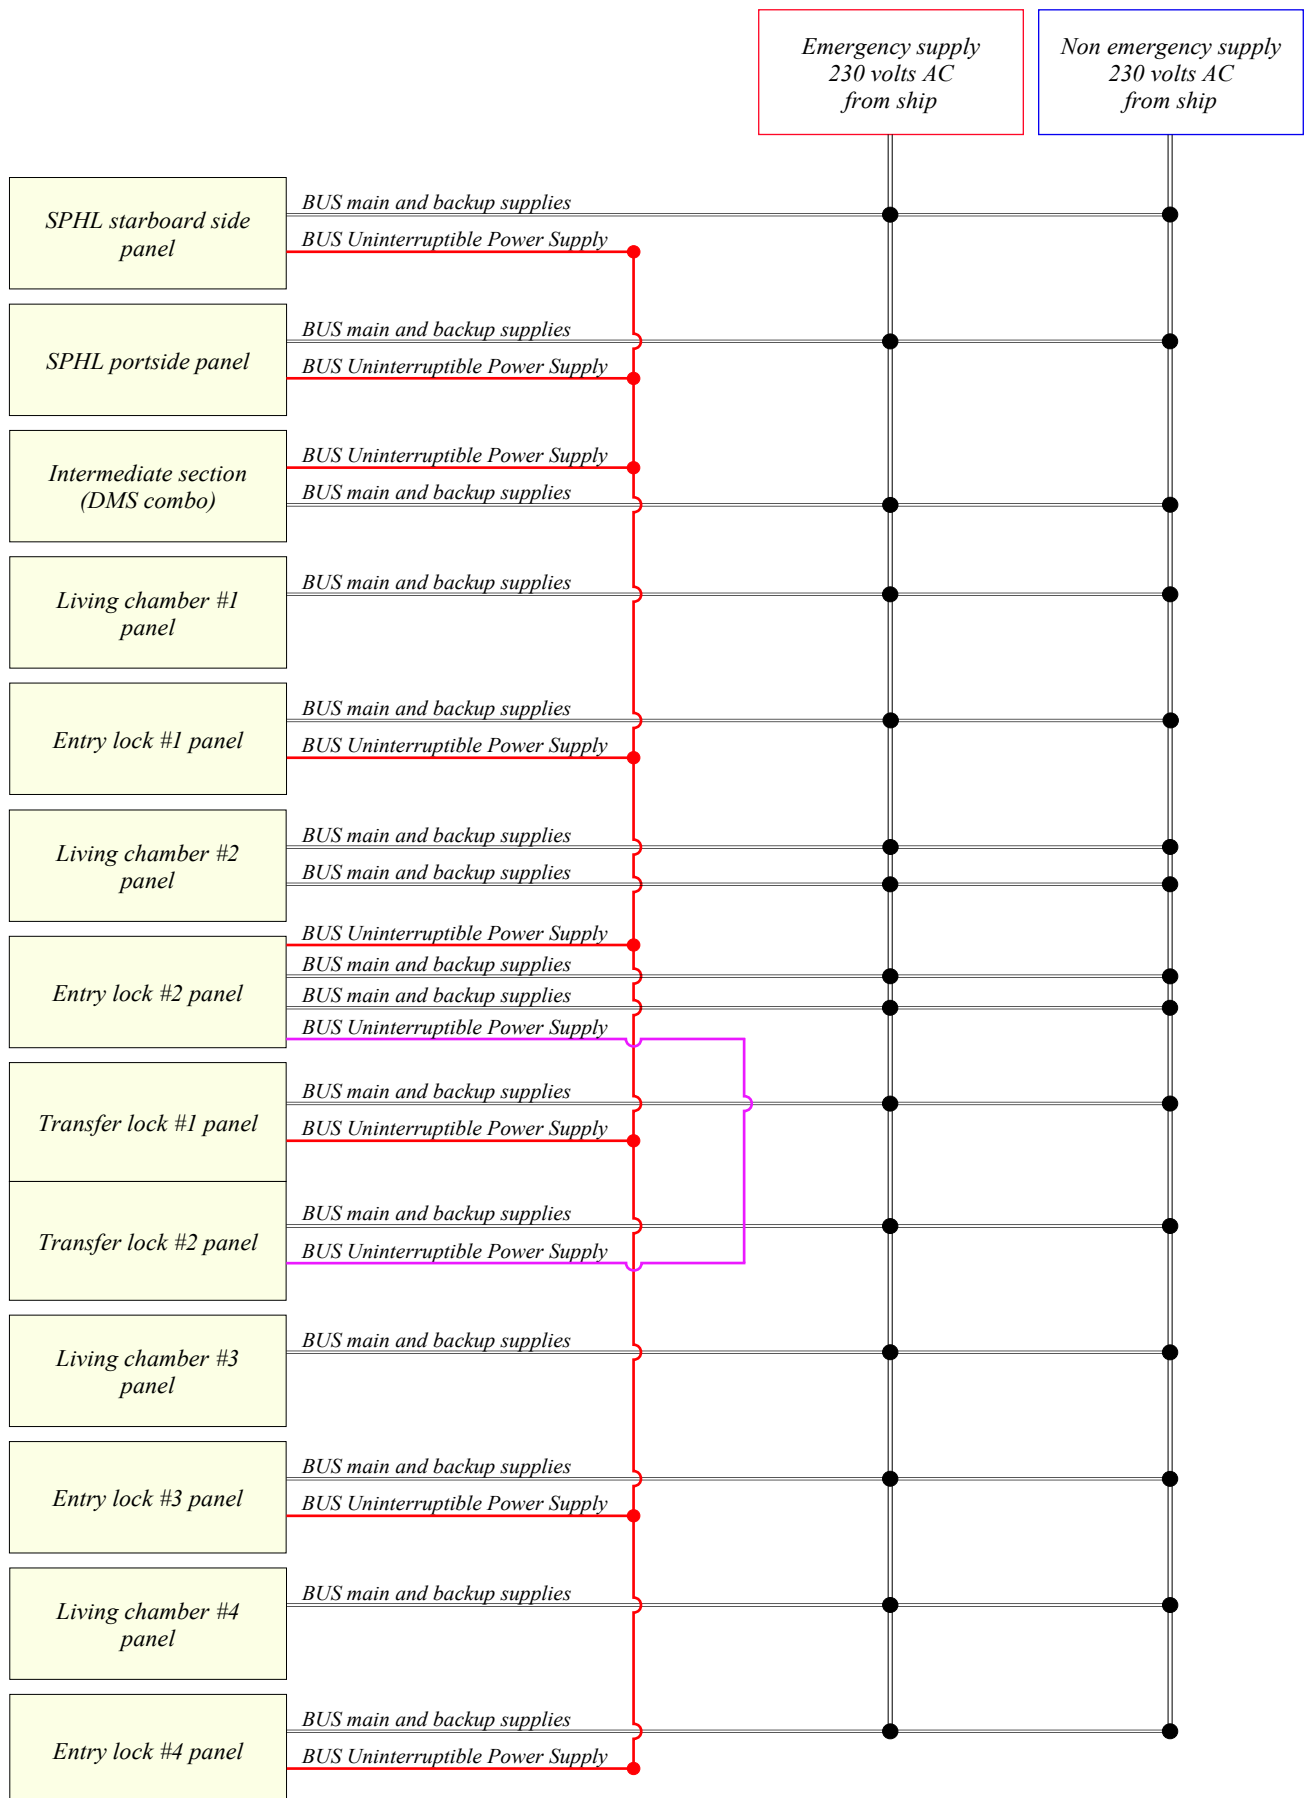 Emergency supply
230 volts AC
from ship
Non emergency supply
230 volts AC
from ship
SPHL starboard side
panel
BUS main and backup supplies
BUS Uninterruptible Power Supply
SPHL portside panel
BUS main and backup supplies
BUS Uninterruptible Power Supply
Intermediate section
(DMS combo)
BUS Uninterruptible Power Supply
BUS main and backup supplies
Living chamber #1
panel
BUS main and backup supplies
Entry lock #1 panel
BUS main and backup supplies
BUS Uninterruptible Power Supply
Living chamber #2
panel
BUS main and backup supplies
BUS main and backup supplies
Entry lock #2 panel
BUS Uninterruptible Power Supply
BUS main and backup supplies
BUS main and backup supplies
BUS Uninterruptible Power Supply
Transfer lock #1 panel
BUS main and backup supplies
BUS Uninterruptible Power Supply
Transfer lock #2 panel
BUS main and backup supplies
BUS Uninterruptible Power Supply
Living chamber #3
panel
BUS main and backup supplies
Entry lock #3 panel
BUS main and backup supplies
BUS Uninterruptible Power Supply
Living chamber #4
panel
BUS main and backup supplies
Entry lock #4 panel
BUS main and backup supplies
BUS Uninterruptible Power Supply